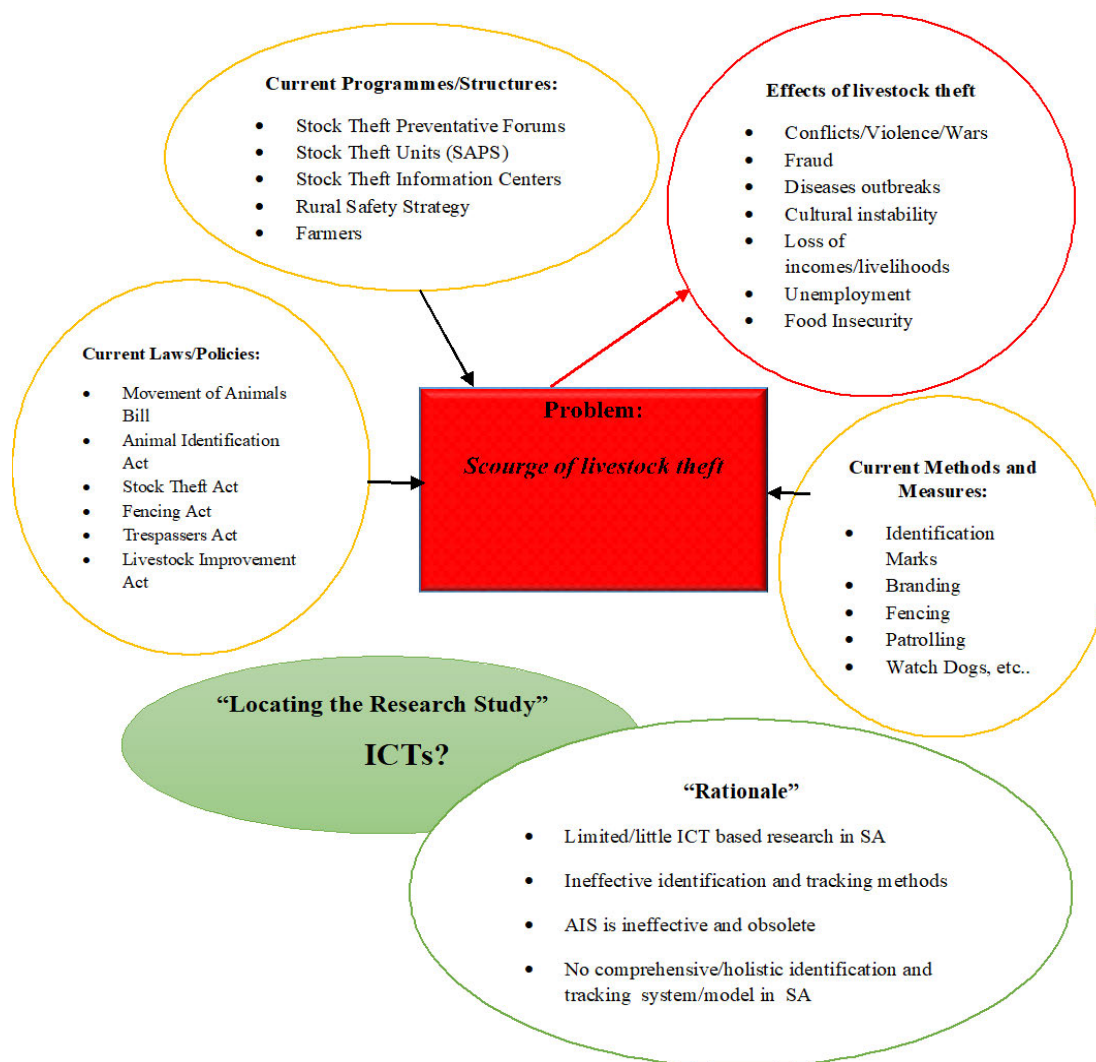 Current Programmes/Structures:
• Stock Theft Preventative Forums
• Stock Theft Units (SAPS)
• Stock Theft Information Centers
• Rural Safety Strategy
• Farmers
Effects of livestock theft
• Conflicts/Violence/Wars
• Fraud
• Diseases outbreaks
• Cultural instability
• Loss of
incomes/livelihoods
• Unemployment
• Food Insecurity
Current Laws/Policies:
• Movement of Animals
Bill
• Animal Identification
Act
• Stock Theft Act
• Fencing Act
• Trespassers Act
• Livestock Improvement
Act
Problem:
Scourge of livestock theft
Current Methods and
Measures:
• Identification
Marks
• Branding
• Fencing
• Patrolling
• Watch Dogs, etc..
“Locating the Research Study”
ICTs?
“Rationale”
• Limited/little ICT based research in SA
• Ineffective identification and tracking methods
• AIS is ineffective and obsolete
• No comprehensive/holistic identification and
tracking system/model in SA